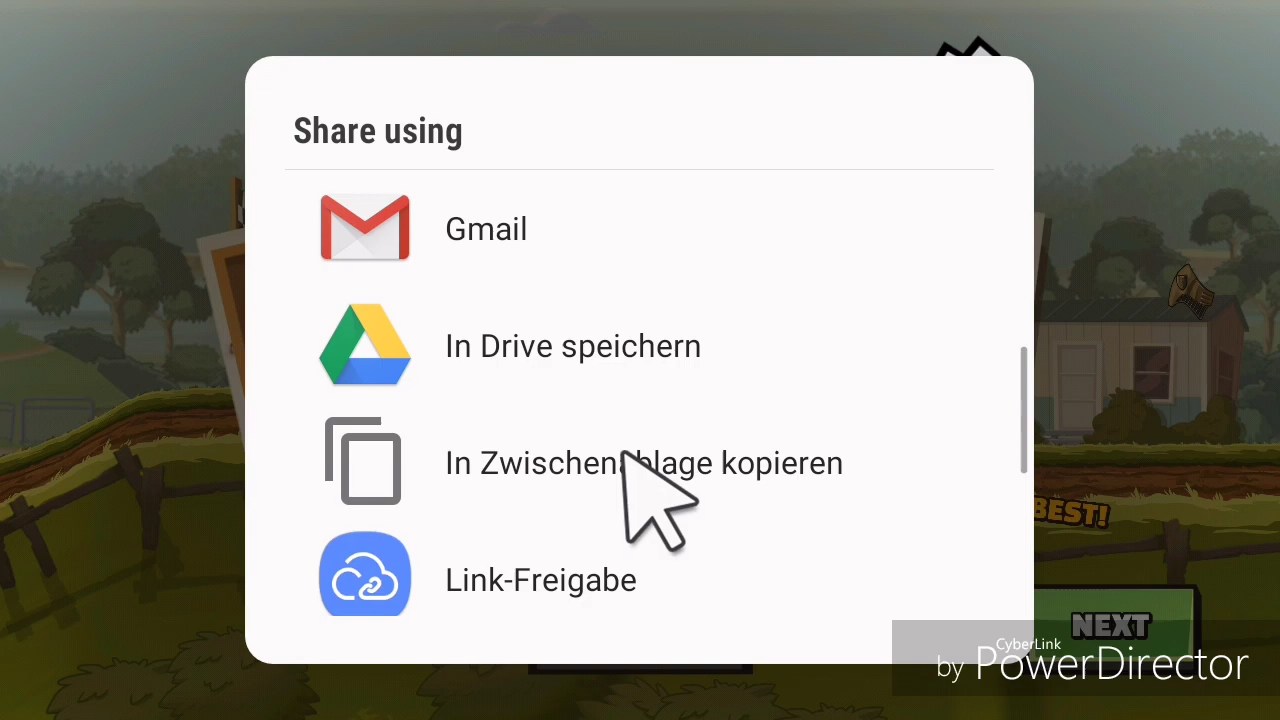 Share using
Gmail
In Drive speichern
In Zwischenablage kopieren
Link-Freigabe
BEST!
NEXT
CyberLink
by PowerDirector